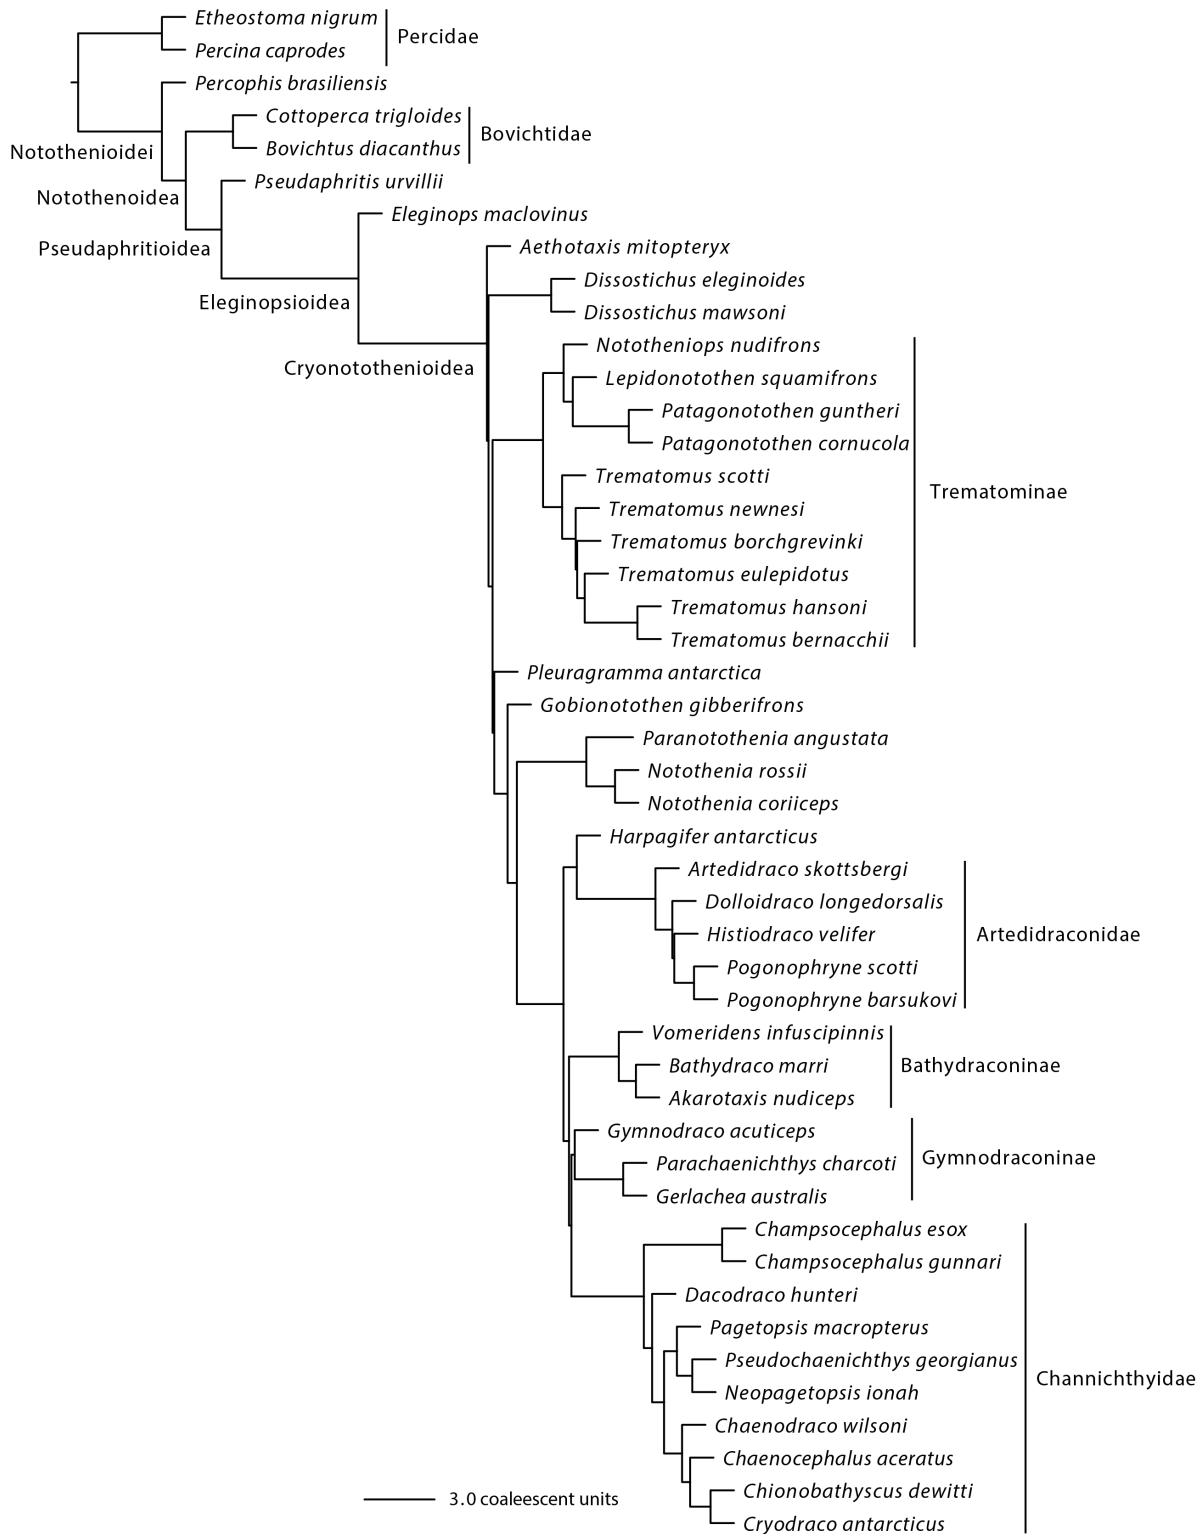 Etheostoma nigrum
Percidae
Percina caprodes
Percophis brasiliensis
Cottoperca trigloides
Bovichtidae
Notothenioidei
Bovichtus diacanthus
Pseudaphritis urvillii
Notothenoidea
Eleginops maclovinus
Pseudaphritioidea
Aethotaxis mitopteryx
Dissostichus eleginoides
Eleginopsioidea
Dissostichus mawsoni
Nototheniops nudifrons
Cryonotothenioidea
Lepidonotothen squamifrons
Patagonotothen guntheri
Patagonotothen cornucola
Trematomus scotti
Trematominae
Trematomus newnesi
Trematomus borchgrevinki
Trematomus eulepidotus
Trematomus hansoni
Trematomus bernacchii
Pleuragramma antarctica
Gobionotothen gibberifrons
Paranotothenia angustata
Notothenia rossii
Notothenia coriiceps
Harpagifer antarcticus
Artedidraco skottsbergi
Dolloidraco longedorsalis
Histiodraco velifer
Artedidraconidae
Pogonophryne scotti
Pogonophryne barsukovi
Vomeridens infuscipinnis
Bathydraco marri
Bathydraconinae
Akarotaxis nudiceps
Gymnodraco acuticeps
Gymnodraconinae
Parachaenichthys charcoti
Gerlachea australis
Champsocephalus esox
Champsocephalus gunnari
Dacodraco hunteri
Pagetopsis macropterus
Pseudochaenichthys georgianus
Channichthyidae
Neopagetopsis ionah
Chaenodraco wilsoni
Chaenocephalus aceratus
Chionobathyscus dewitti
3.0 coaleescent units
Cryodraco antarcticus